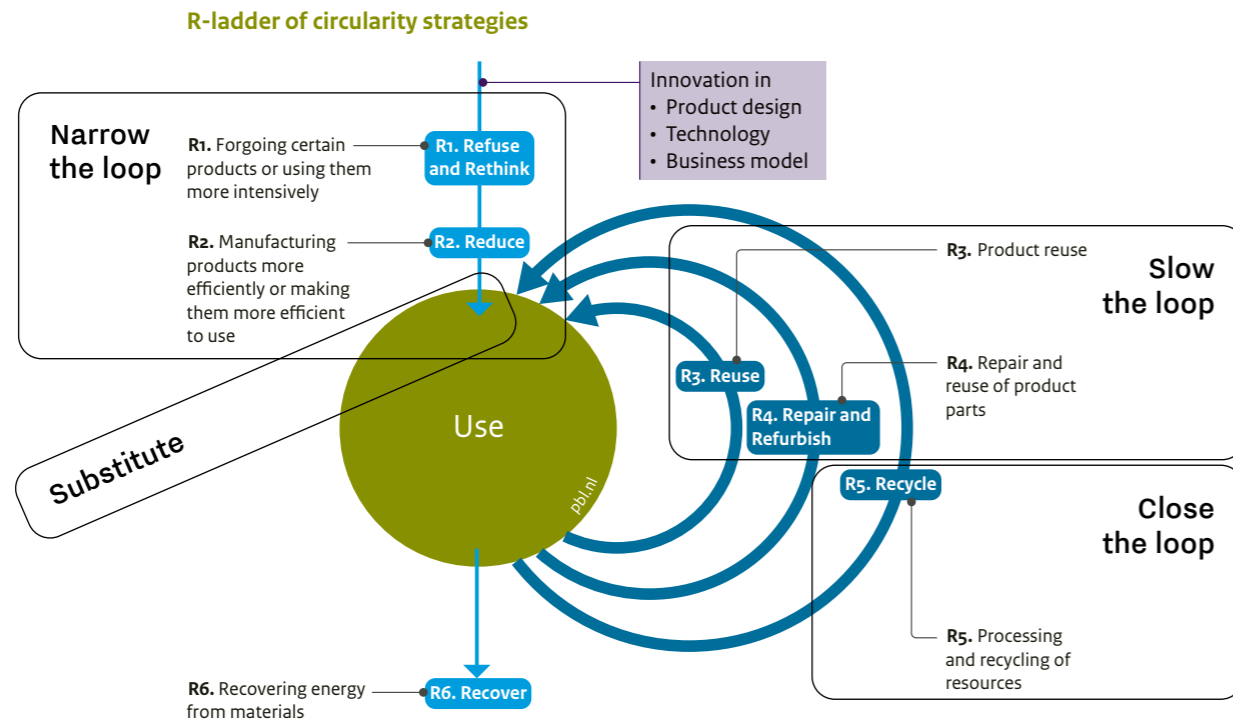 R-ladder of circularity strategies
Innovation in
• Product design
• Technology
• Business model
Narrow
the loop
R1. Forgoing certain
products or using them
more intensively
R1. Refuse
and Rethink
R2. Manufacturing
products more
efficiently or making
them more efficient
to use
R2. Reduce
Substitute
Use
pbl.nl
R3. Reuse
R3. Product reuse
Slow
the loop
R4. Repair and
Refurbish
R4. Repair and
reuse of product
parts
R5. Recycle
Close
the loop
R5. Processing
and recycling of
resources
R6. Recovering energy
from materials
R6. Recover